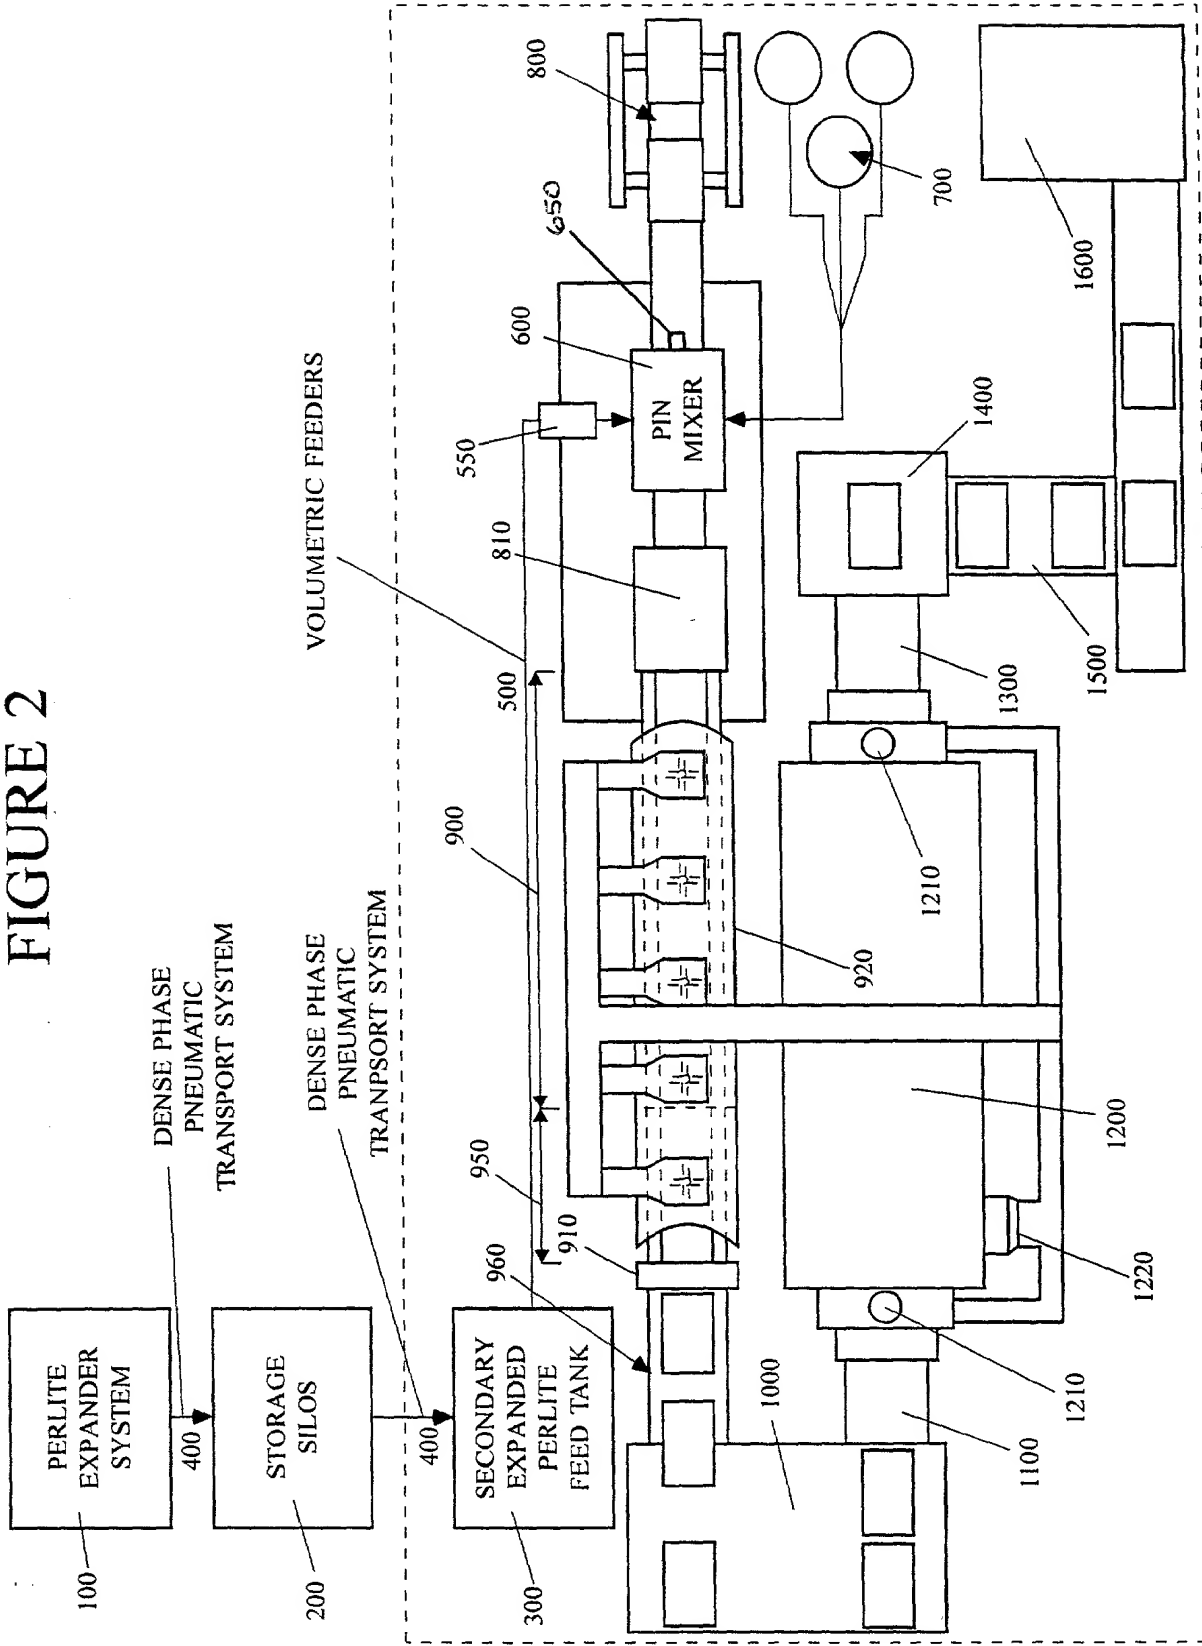 FIGURE 2
PERLITE
EXPANDER
SYSTEM
100
400
DENSE PHASE
PNEUMATIC
TRANSPORT SYSTEM
STORAGE
SILOS
200
400
DENSE PHASE
PNEUMATIC
TRANPSORT SYSTEM
SECONDARY
EXPANDED
PERLITE
FEED TANK
300
VOLUMETRIC FEEDERS
500
550
600
650
PIN
MIXER
700
800
810
900
910
920
950
960
1000
1100
1200
1210
1210
1220
1300
1400
1500
1600